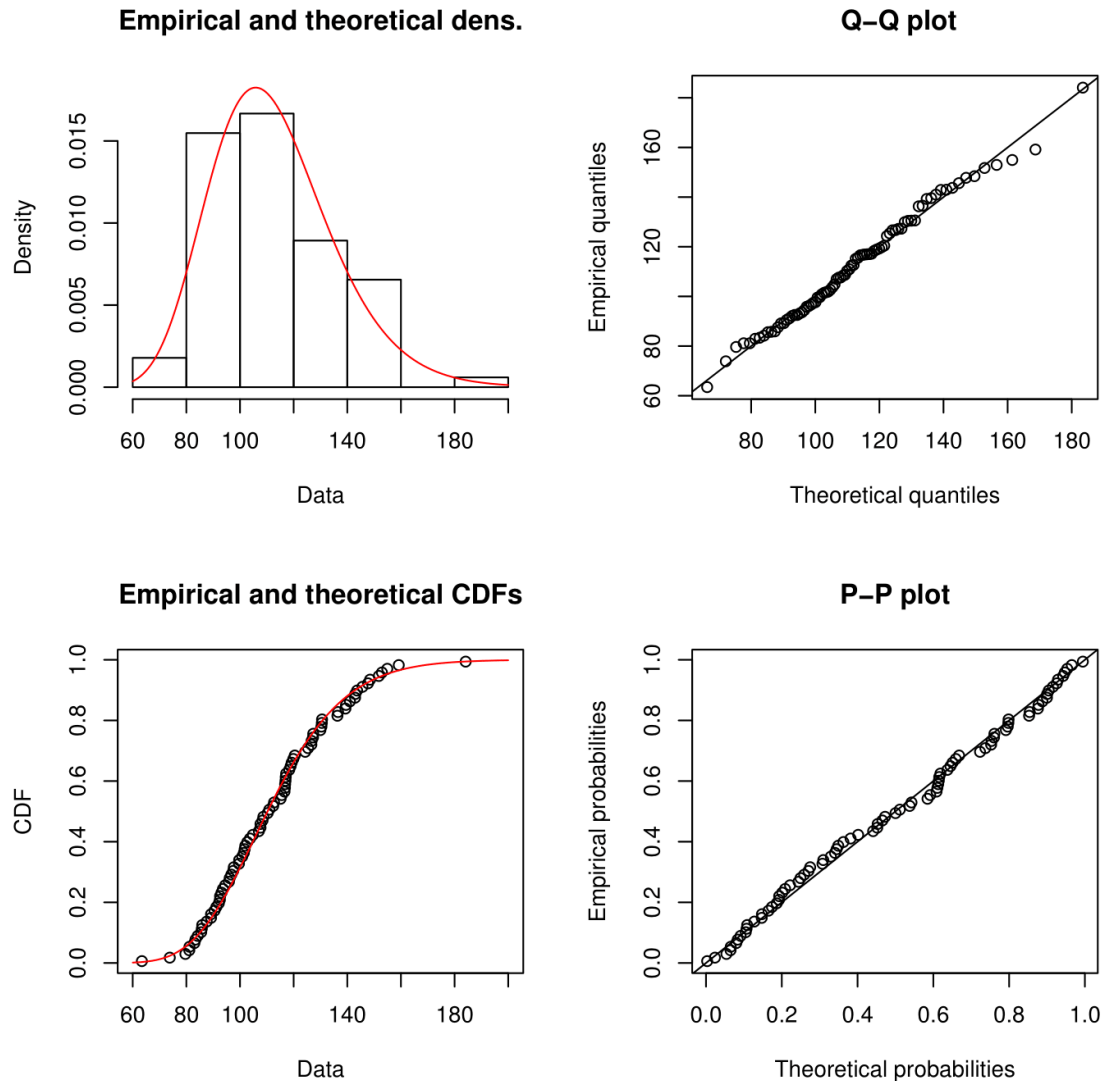 Empirical and theoretical dens.
Density
0.000 0.005 0.010 0.015
60 80 100 140 180
Data
Q−Q plot
Empirical quantiles
60 80 120 160
80 100 120 140 160 180
Theoretical quantiles
Empirical and theoretical CDFs
CDF
0.0 0.2 0.4 0.6 0.8 1.0
60 80 100 140 180
Data
P−P plot
Empirical probabilities
0.0 0.2 0.4 0.6 0.8 1.0
0.0 0.2 0.4 0.6 0.8 1.0
Theoretical probabilities